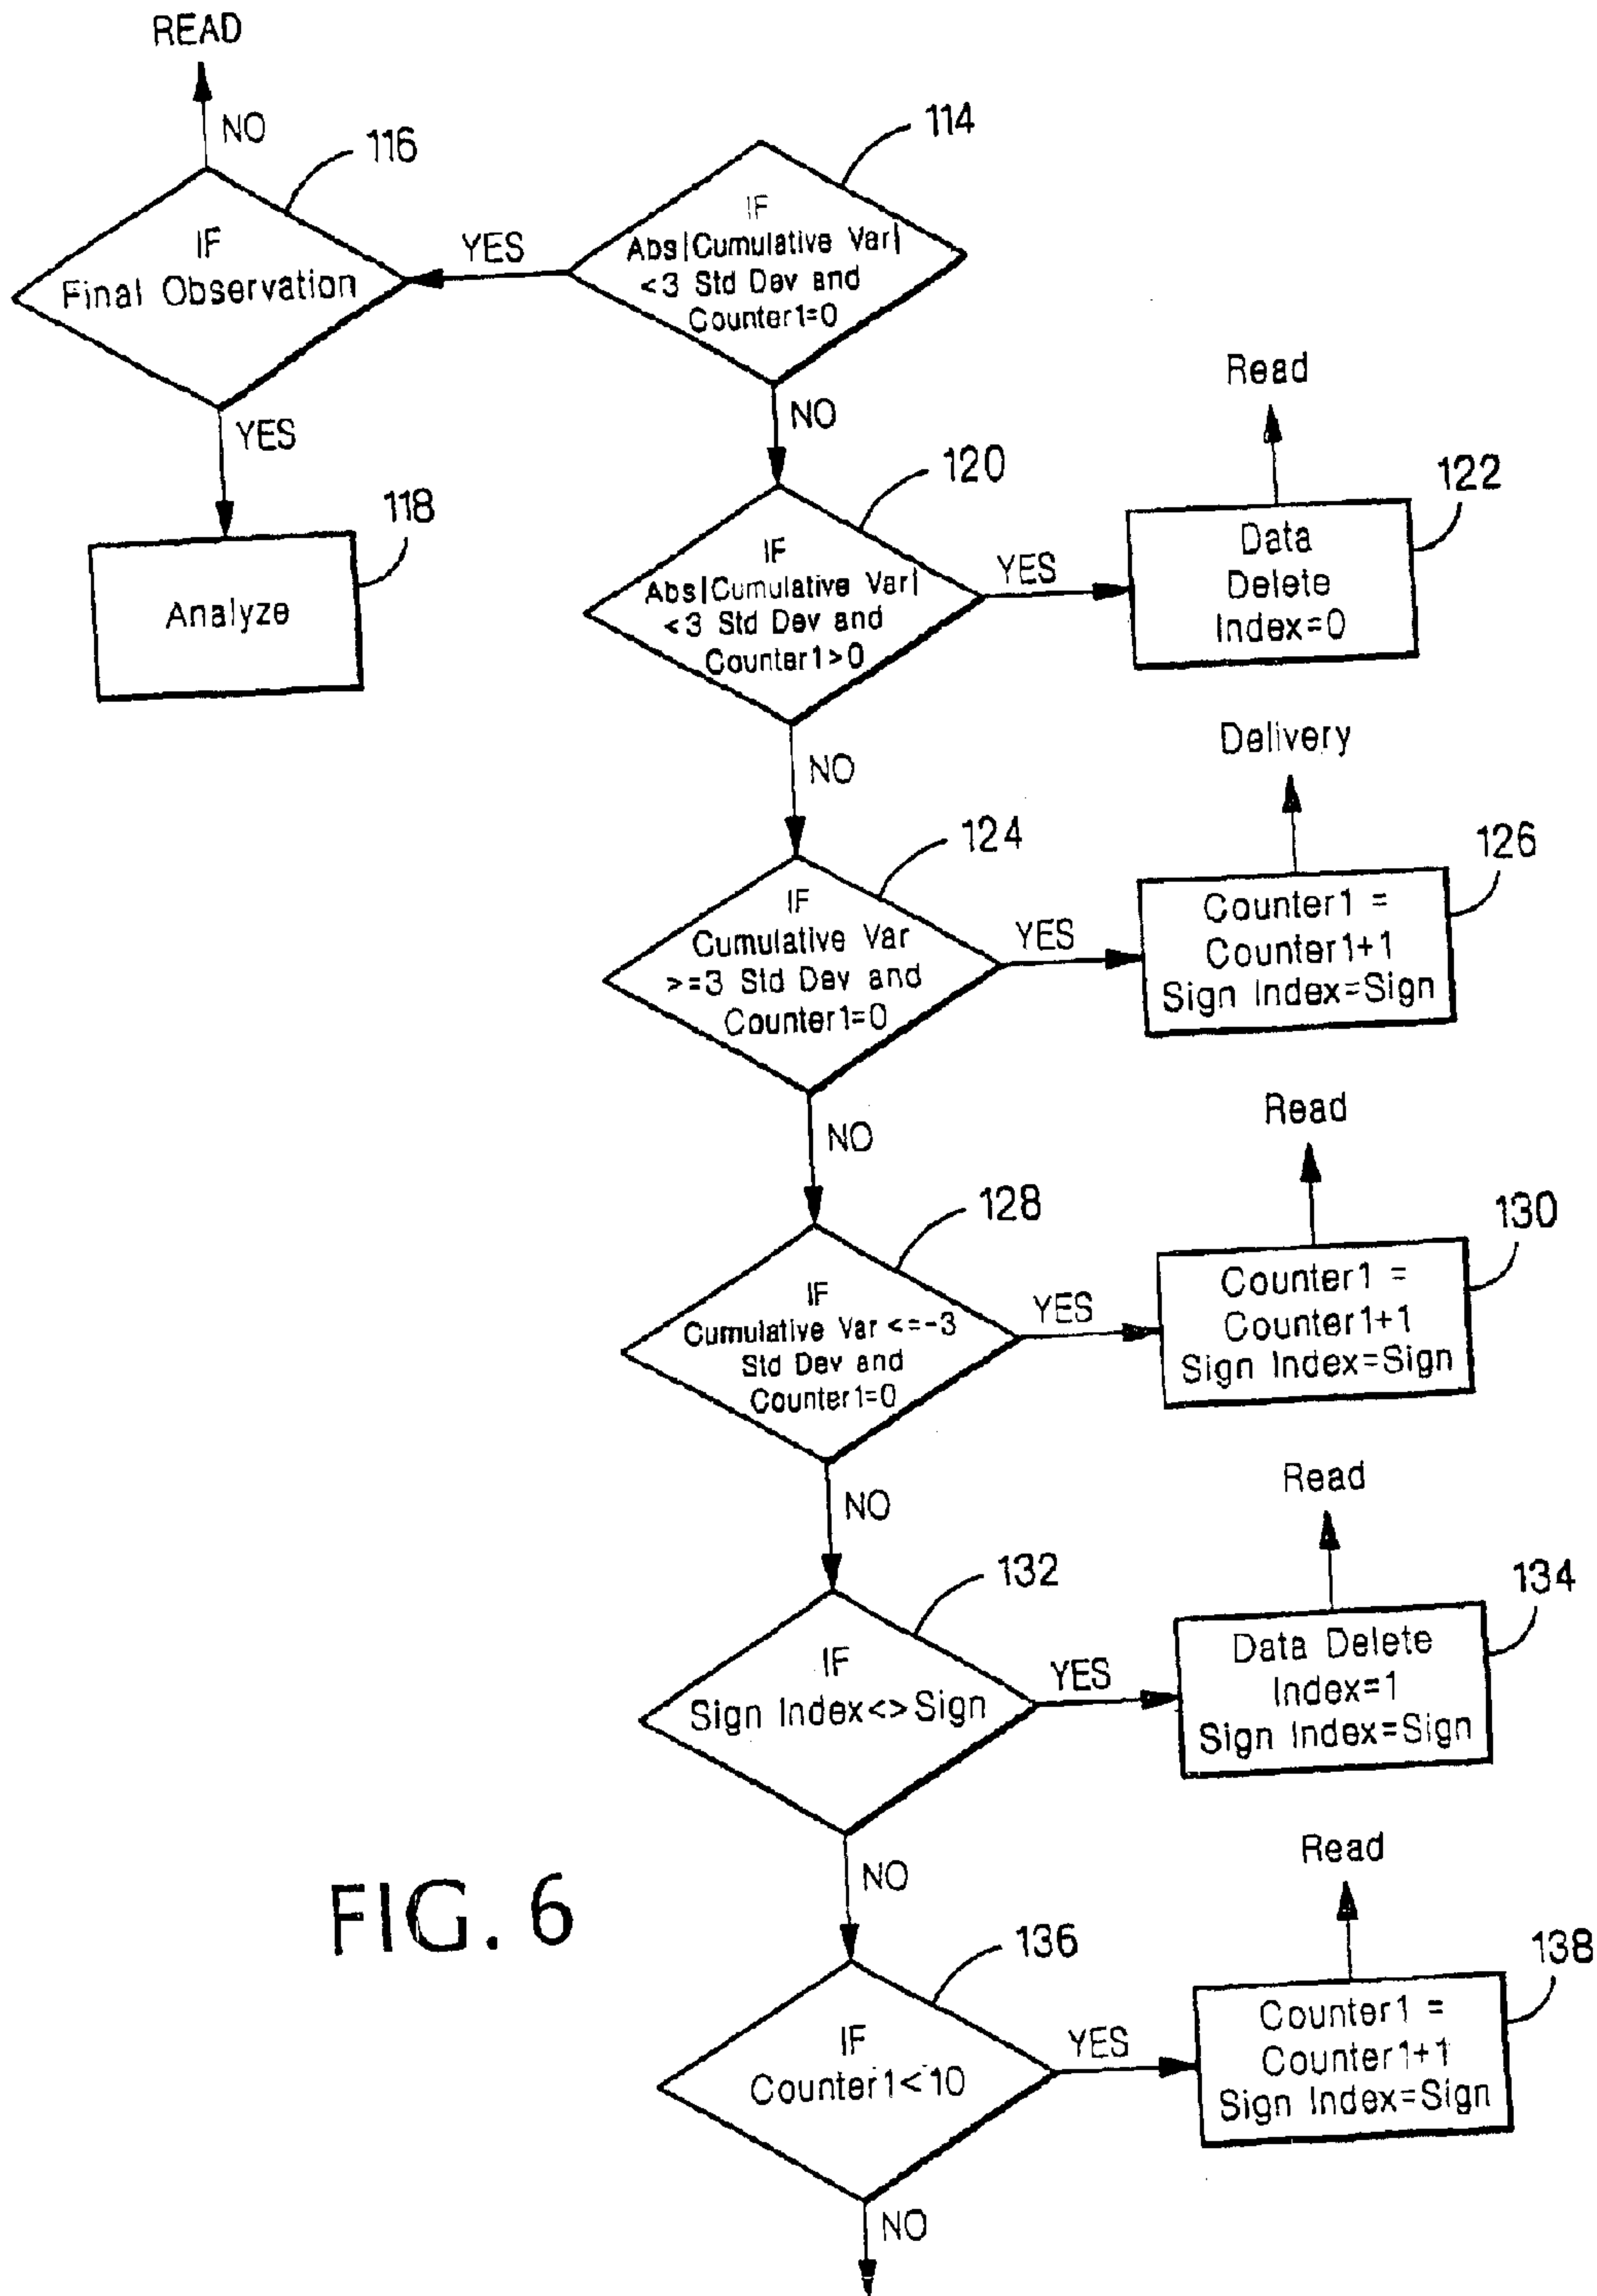 READ
NO
116
IF
Final Observation
YES
114
IF
Abs|Cumulative Var|
<3 Std Dev and
Counter1=0
YES
118
Analyze
NO
120
IF
Abs|Cumulative Var|
<3 Std Dev and
Counter1>0
YES
Read
122
Data
Delete
Index=0
NO
124
IF
Cumulative Var
>=3 Std Dev and
Counter1=0
YES
Delivery
126
Counter1 =
Counter1+1
Sign Index=Sign
NO
128
IF
Cumulative Var <=-3
Std Dev and
Counter1=0
YES
Read
130
Counter1 =
Counter1+1
Sign Index=Sign
NO
132
IF
Sign Index<>Sign
YES
Read
134
Data Delete
Index=1
Sign Index=Sign
NO
136
IF
Counter1<10
YES
Read
138
Counter1 =
Counter1+1
Sign Index=Sign
NO
FIG. 6